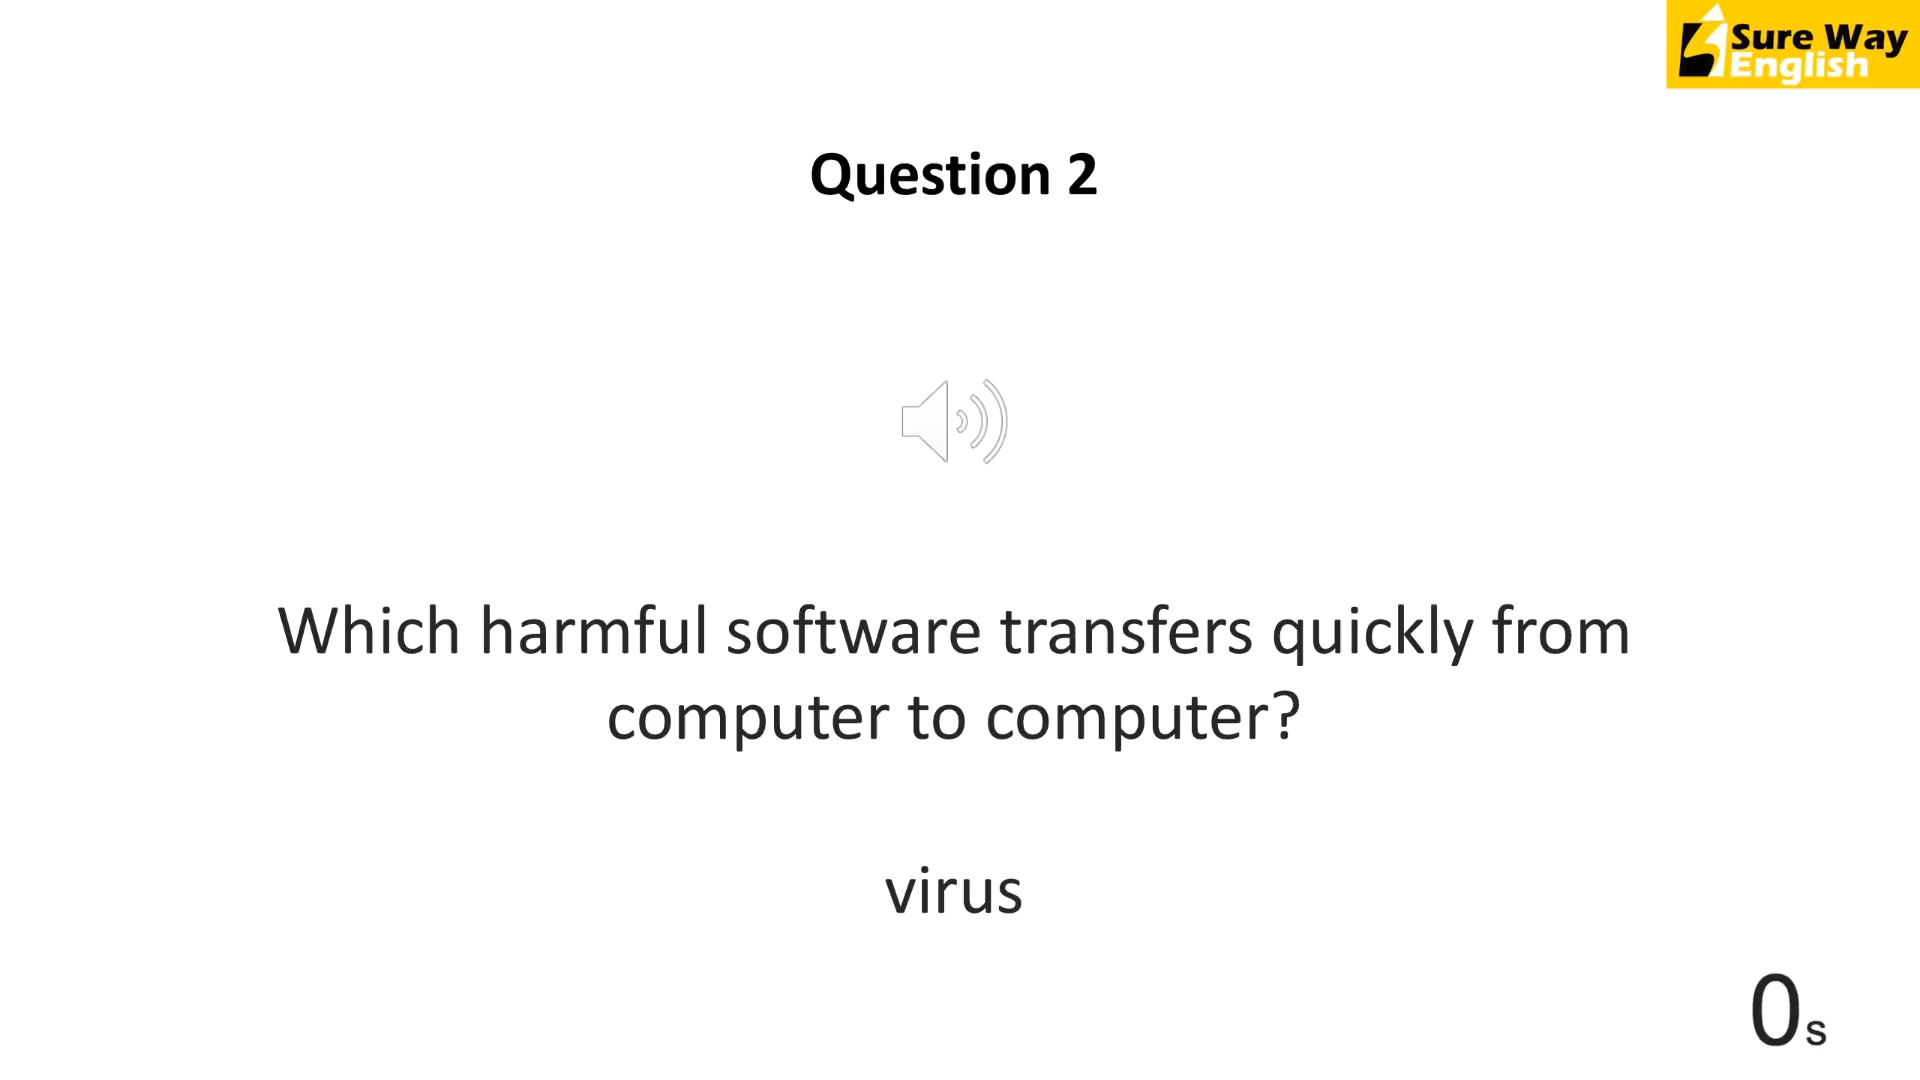 Sure Way
English
Question 2
Which harmful software transfers quickly from
computer to computer?
virus
0s